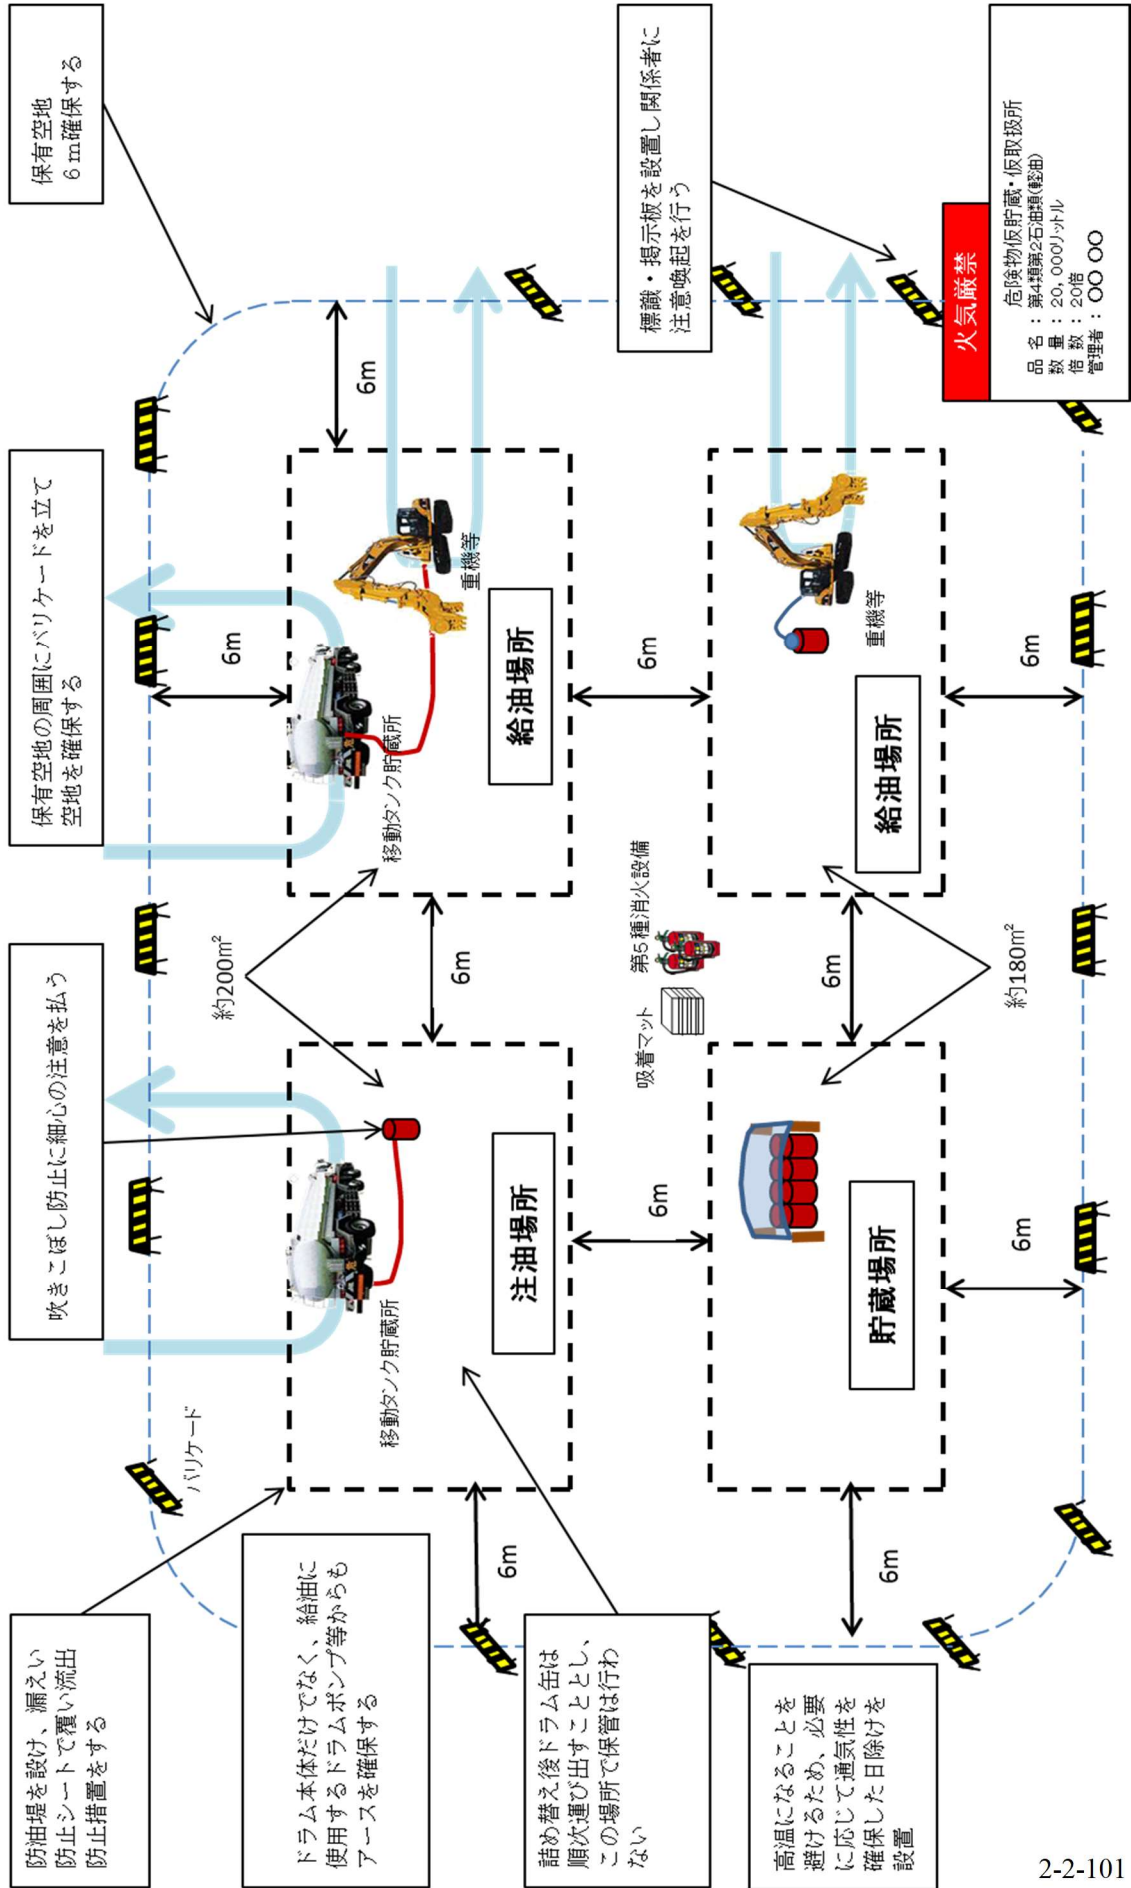 防油堤を設け、漏えい
防止シートで覆い流出
防止措置をする
吹きこぼし防止に細心の注意を払う
保有空地の周囲にバリケードを立て
空地を確保する
保有空地
6m確保する
バリケード
ドラム本体だけでなく、給油に
使用するドラムポンプ等からも
アースを確保する
約200m²
6m
6m
移動タンク貯蔵所
移動タンク貯蔵所
重機等
6m
6m
注油場所
給油場所
詰め替え後ドラム缶は
順次運び出すこととし、
この場所で保管は行わ
ない
吸着マット
第5種消火設備
6m
6m
標識・掲示板を設置し関係者に
注意喚起を行う
高温になることを
避けるため、必要
に応じて通気性を
確保した日除けを
設置
6m
6m
重機等
貯蔵場所
給油場所
約180m²
6m
6m
火気厳禁
危険物仮貯蔵・仮取扱所
品 名 : 第4類第2石油類(軽油)
数 量 : 20,000リットル
倍 数 : 20倍
管理者 : 〇〇 〇〇
2-2-101